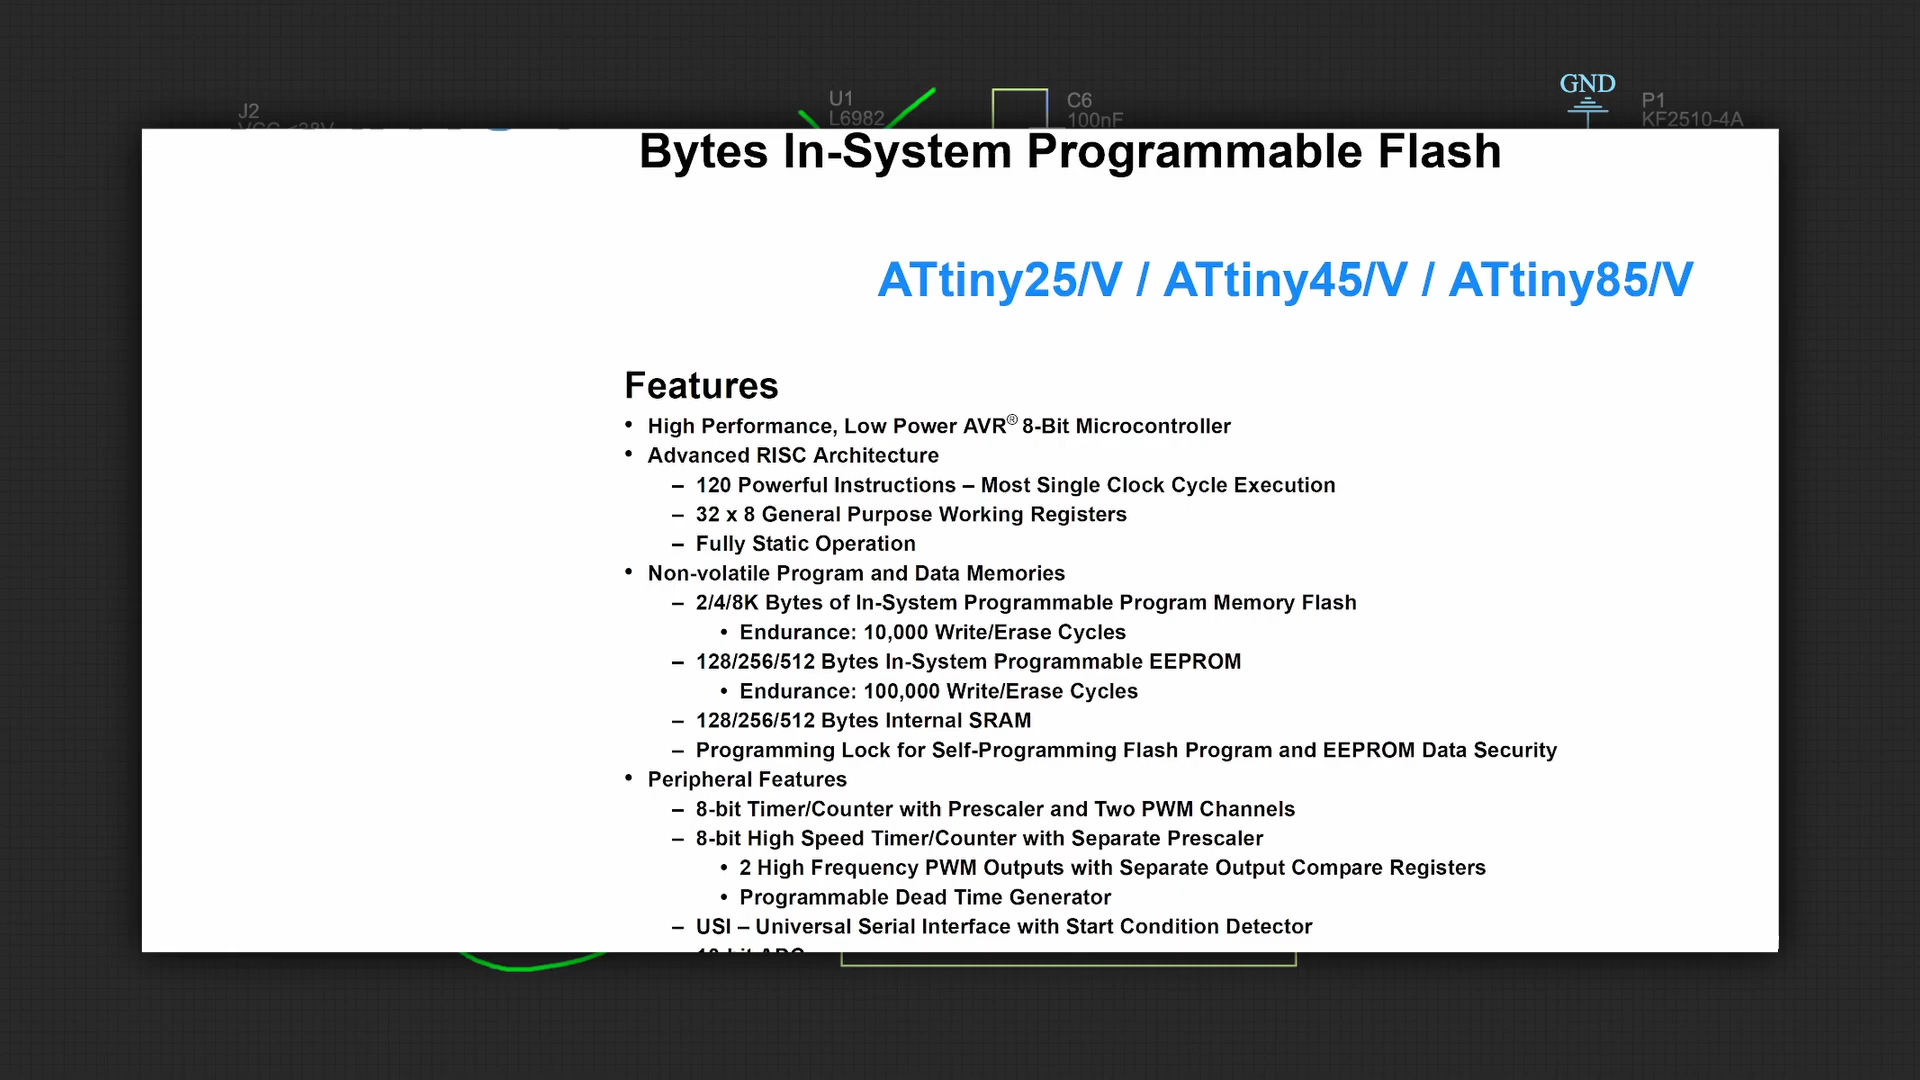 GND
J2
U1
L6982
C6
100nF
P1
KF2510-4A
Bytes In-System Programmable Flash
ATtiny25/V / ATtiny45/V / ATtiny85/V
Features
• High Performance, Low Power AVR® 8-Bit Microcontroller
• Advanced RISC Architecture
– 120 Powerful Instructions – Most Single Clock Cycle Execution
– 32 x 8 General Purpose Working Registers
– Fully Static Operation
• Non-volatile Program and Data Memories
– 2/4/8K Bytes of In-System Programmable Program Memory Flash
• Endurance: 10,000 Write/Erase Cycles
– 128/256/512 Bytes In-System Programmable EEPROM
• Endurance: 100,000 Write/Erase Cycles
– 128/256/512 Bytes Internal SRAM
– Programming Lock for Self-Programming Flash Program and EEPROM Data Security
• Peripheral Features
– 8-bit Timer/Counter with Prescaler and Two PWM Channels
– 8-bit High Speed Timer/Counter with Separate Prescaler
• 2 High Frequency PWM Outputs with Separate Output Compare Registers
• Programmable Dead Time Generator
– USI – Universal Serial Interface with Start Condition Detector